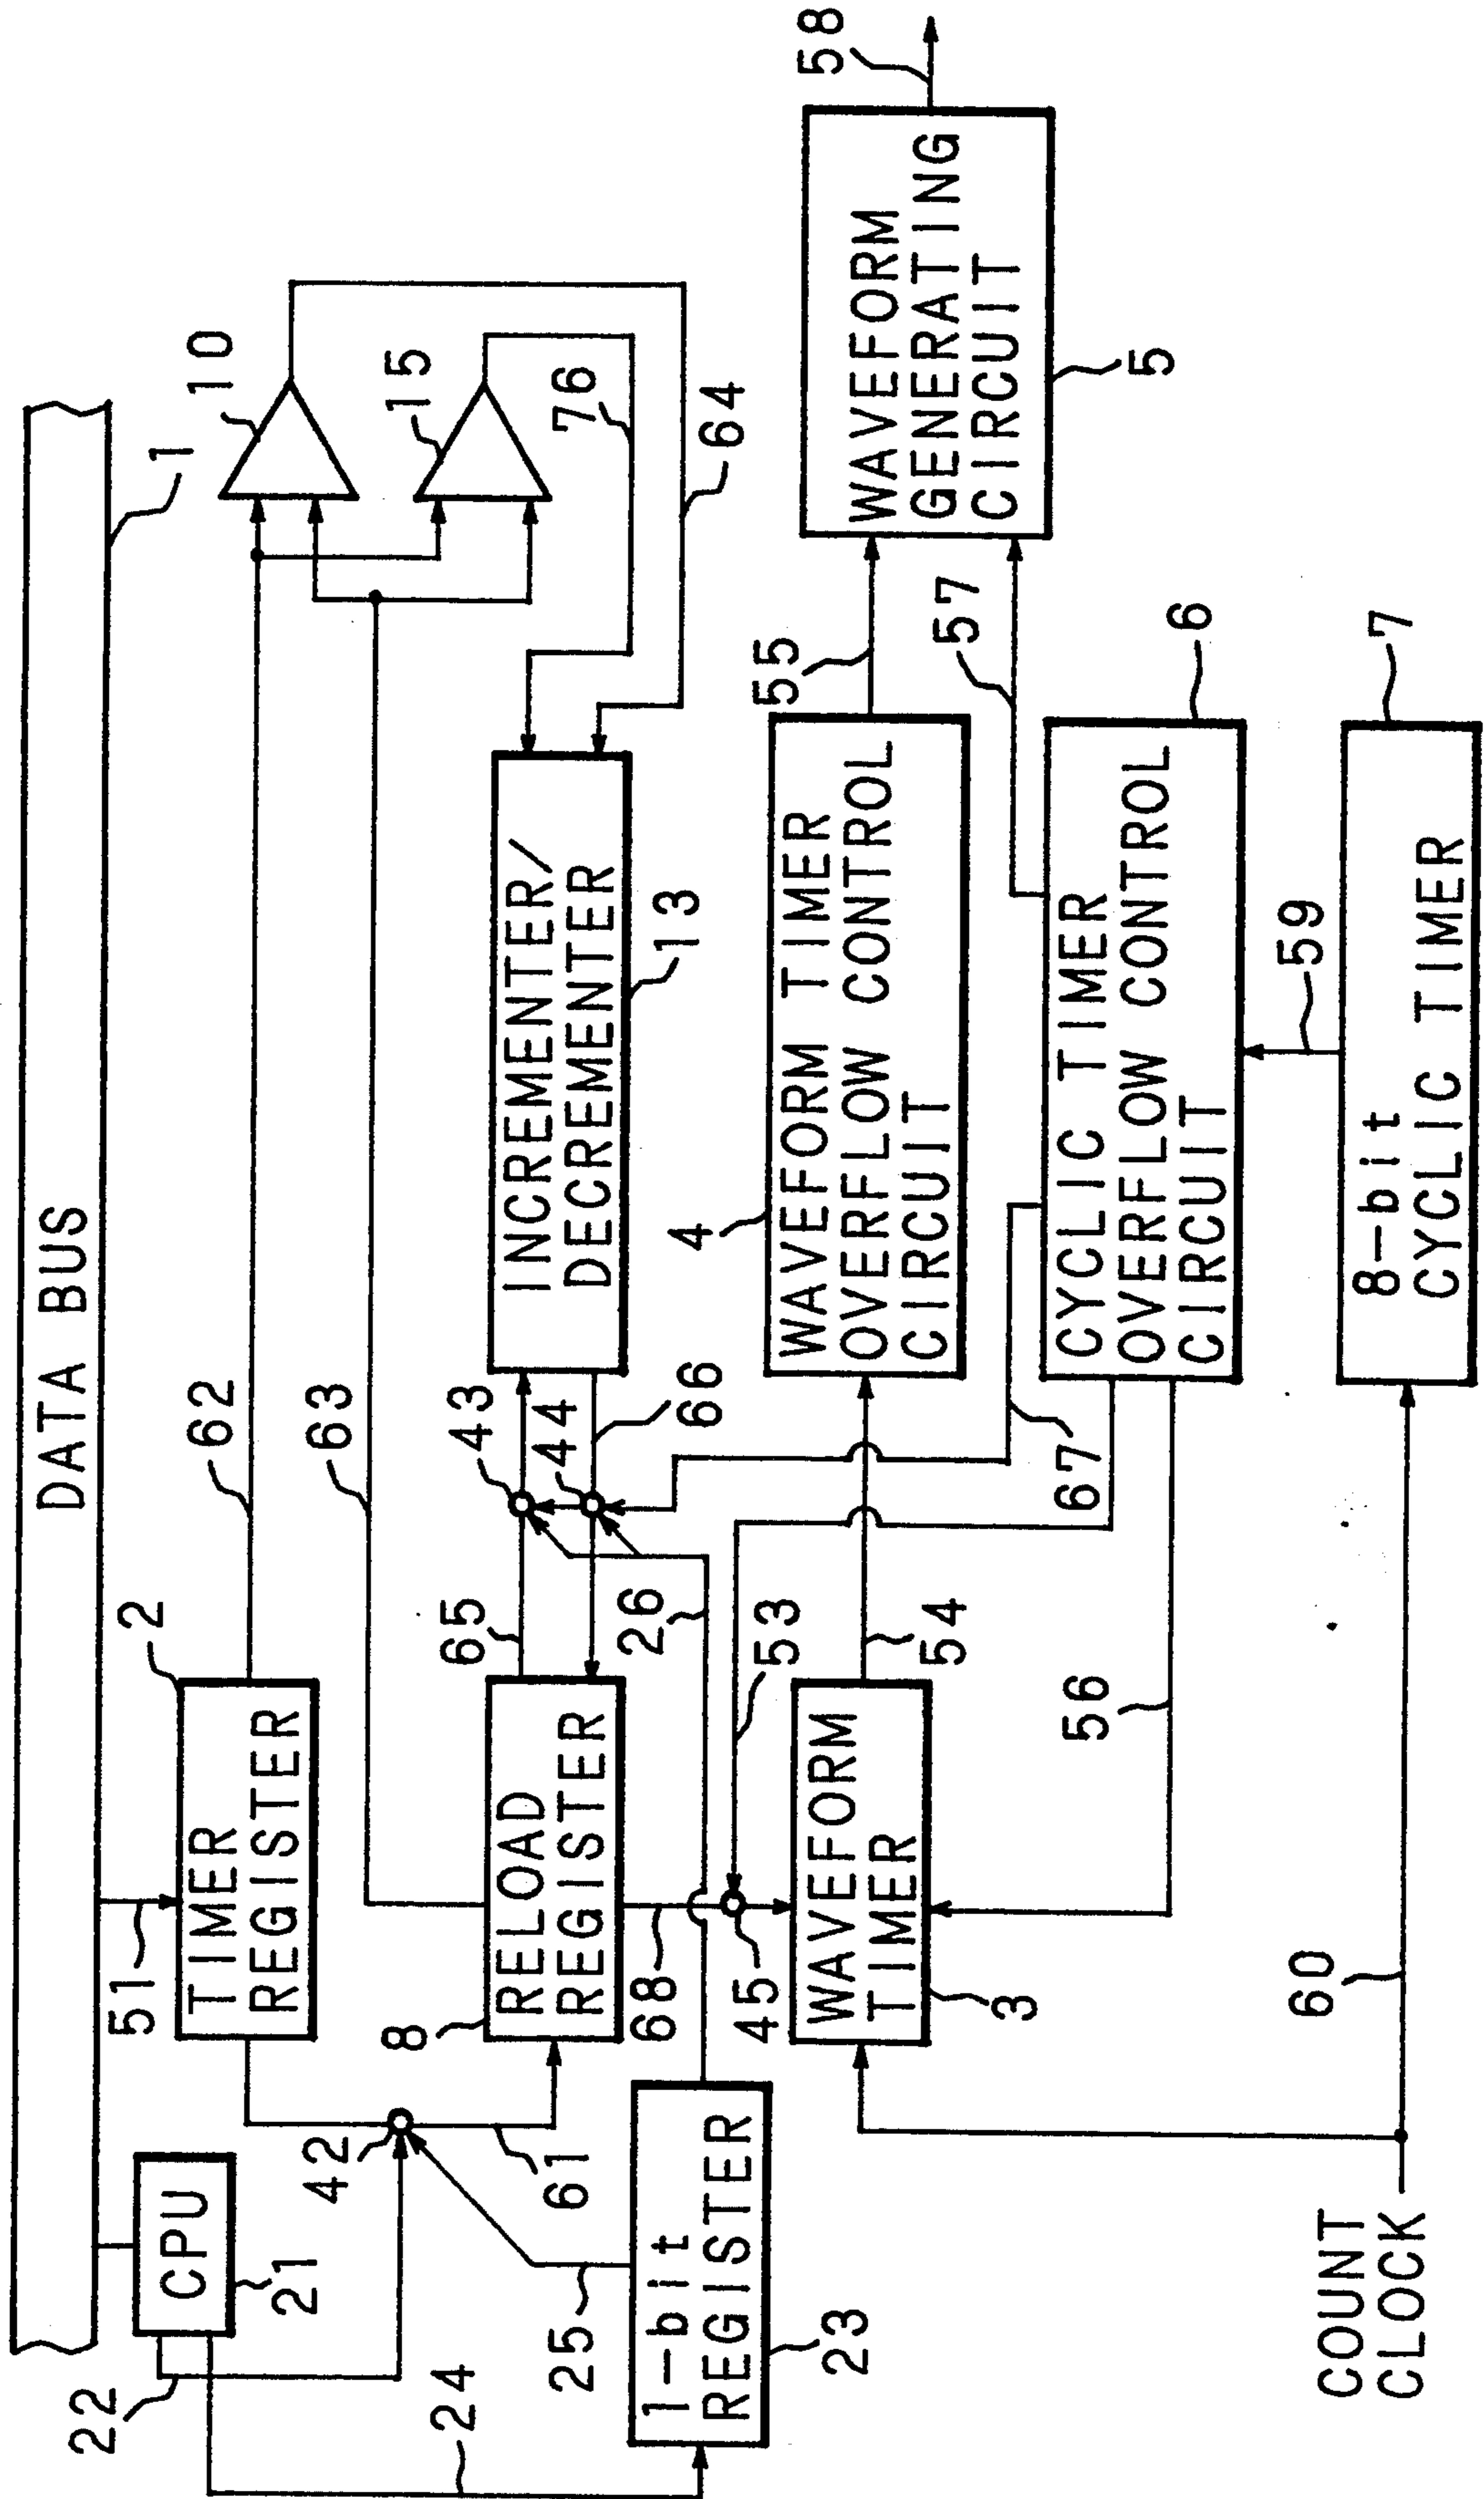 DATA BUS
1
CPU
21
22
24
51
TIMER
REGISTER
2
62
63
10
15
76
64
42
61
25
8
RELOAD
REGISTER
65
43
44
66
INCREMENTER/
DECREMENTER
13
26
68
45
53
1-bit
REGISTER
23
WAVEFORM
TIMER
3
54
4
WAVEFORM TIMER
OVERFLOW CONTROL
CIRCUIT
55
57
WAVEFORM
GENERATING
CIRCUIT
5
58
67
56
CYCLIC TIMER
OVERFLOW CONTROL
CIRCUIT
6
59
8-bit
CYCLIC TIMER
7
60
COUNT
CLOCK